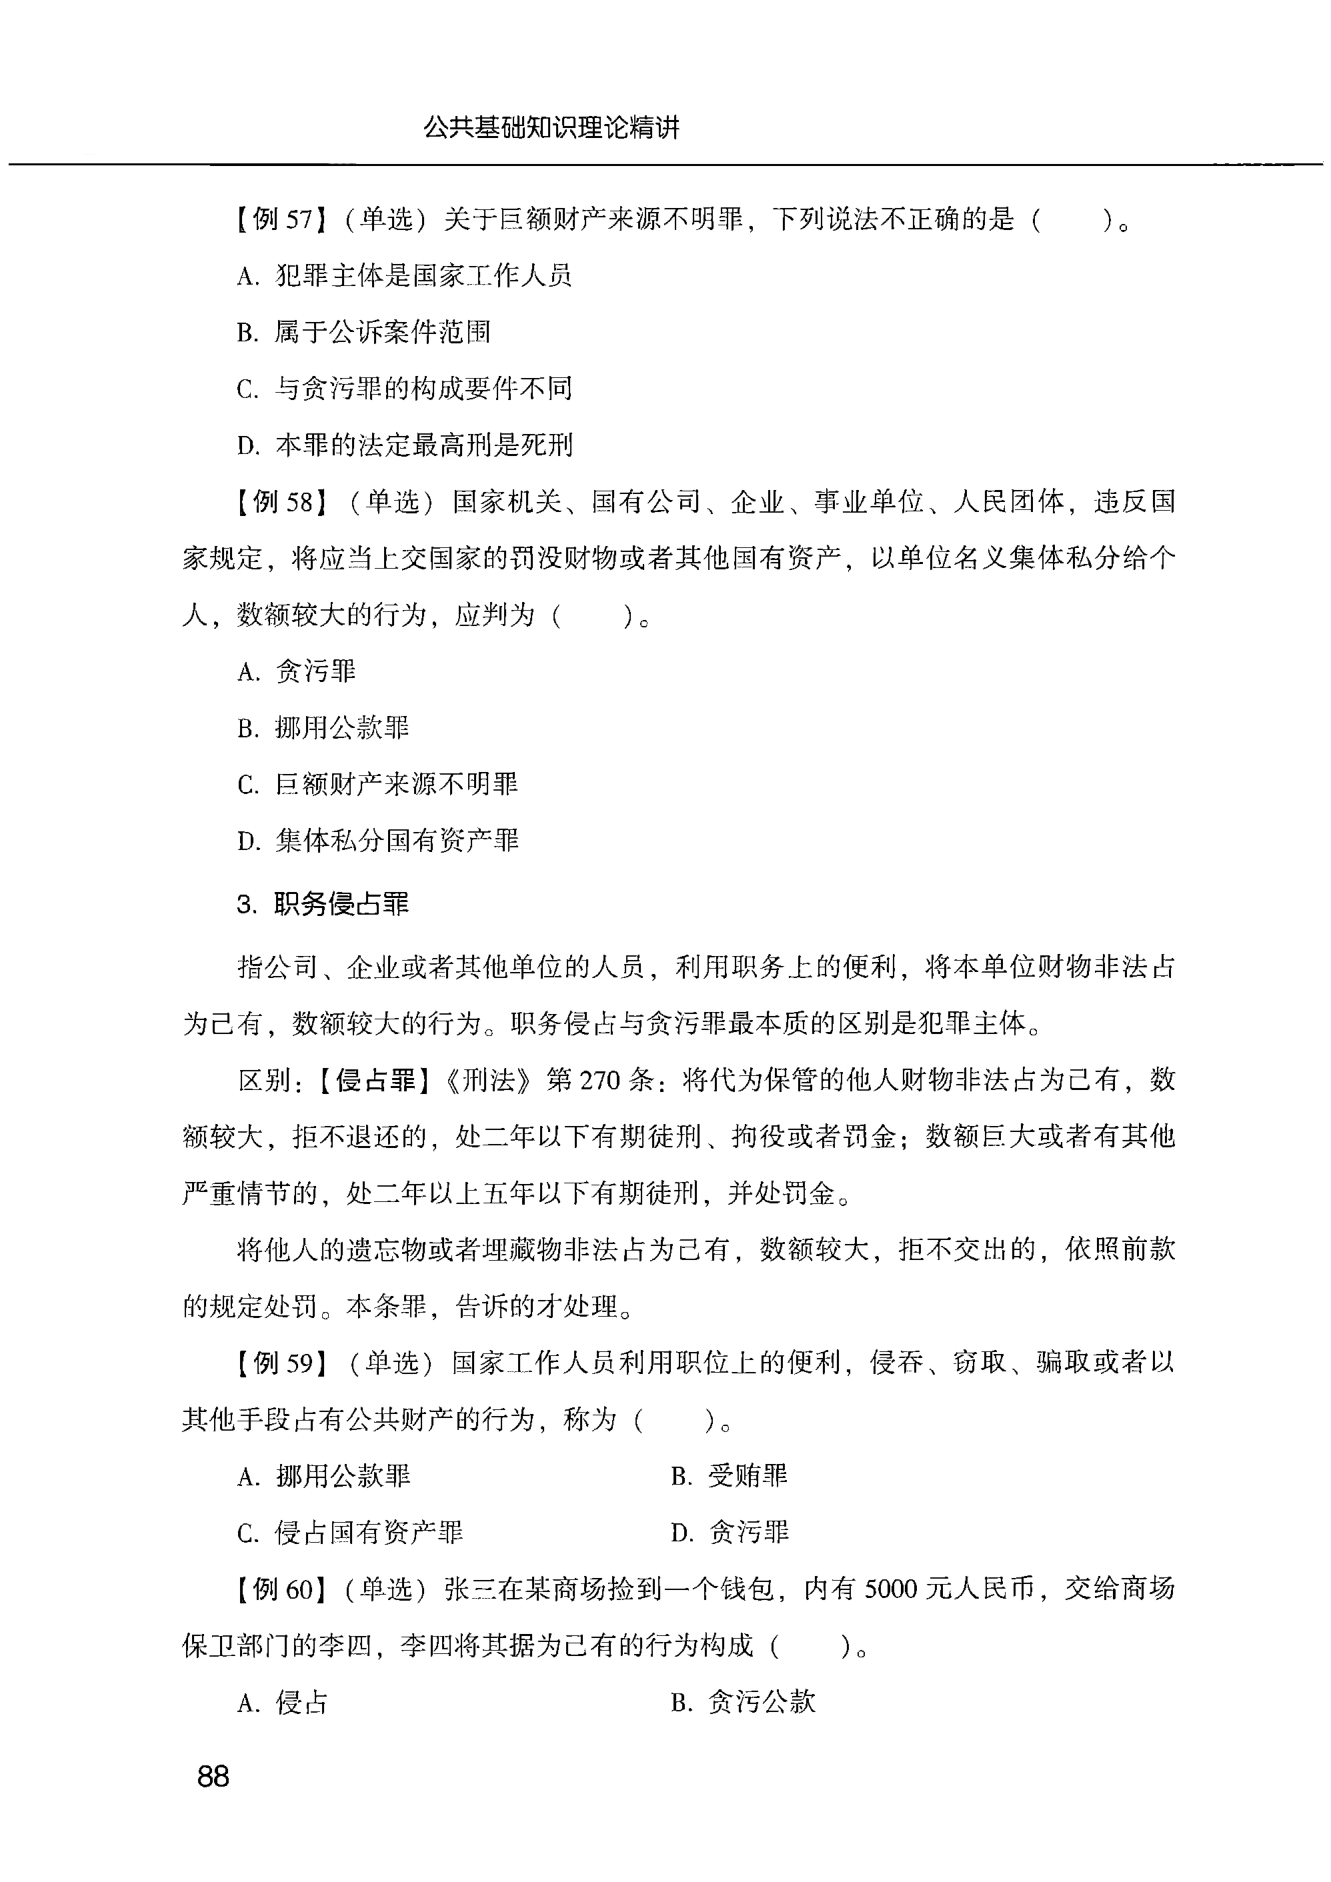 公共基础知识理论精讲
【例 57】(单选) 关于巨额财产来源不明罪，下列说法不正确的是（　　）。
A. 犯罪主体是国家工作人员
B. 属于公诉案件范围
C. 与贪污罪的构成要件不同
D. 本罪的法定最高刑是死刑
【例 58】(单选) 国家机关、国有公司、企业、事业单位、人民团体，违反国
家规定，将应当上交国家的罚没财物或者其他国有资产，以单位名义集体私分给个
人，数额较大的行为，应判为（　　）。
A. 贪污罪
B. 挪用公款罪
C. 巨额财产来源不明罪
D. 集体私分国有资产罪
3. 职务侵占罪
指公司、企业或者其他单位的人员，利用职务上的便利，将本单位财物非法占
为己有，数额较大的行为。职务侵占与贪污罪最本质的区别是犯罪主体。
区别：【侵占罪】《刑法》第 270 条：将代为保管的他人财物非法占为己有，数
额较大，拒不退还的，处二年以下有期徒刑、拘役或者罚金；数额巨大或者有其他
严重情节的，处二年以上五年以下有期徒刑，并处罚金。
将他人的遗忘物或者埋藏物非法占为己有，数额较大，拒不交出的，依照前款
的规定处罚。本条罪，告诉的才处理。
【例 59】(单选) 国家工作人员利用职位上的便利，侵吞、窃取、骗取或者以
其他手段占有公共财产的行为，称为（　　）。
A. 挪用公款罪　　B. 受贿罪
C. 侵占国有资产罪　　D. 贪污罪
【例 60】(单选) 张三在某商场捡到一个钱包，内有 5000 元人民币，交给商场
保卫部门的李四，李四将其据为己有的行为构成（　　）。
A. 侵占　　B. 贪污公款
88